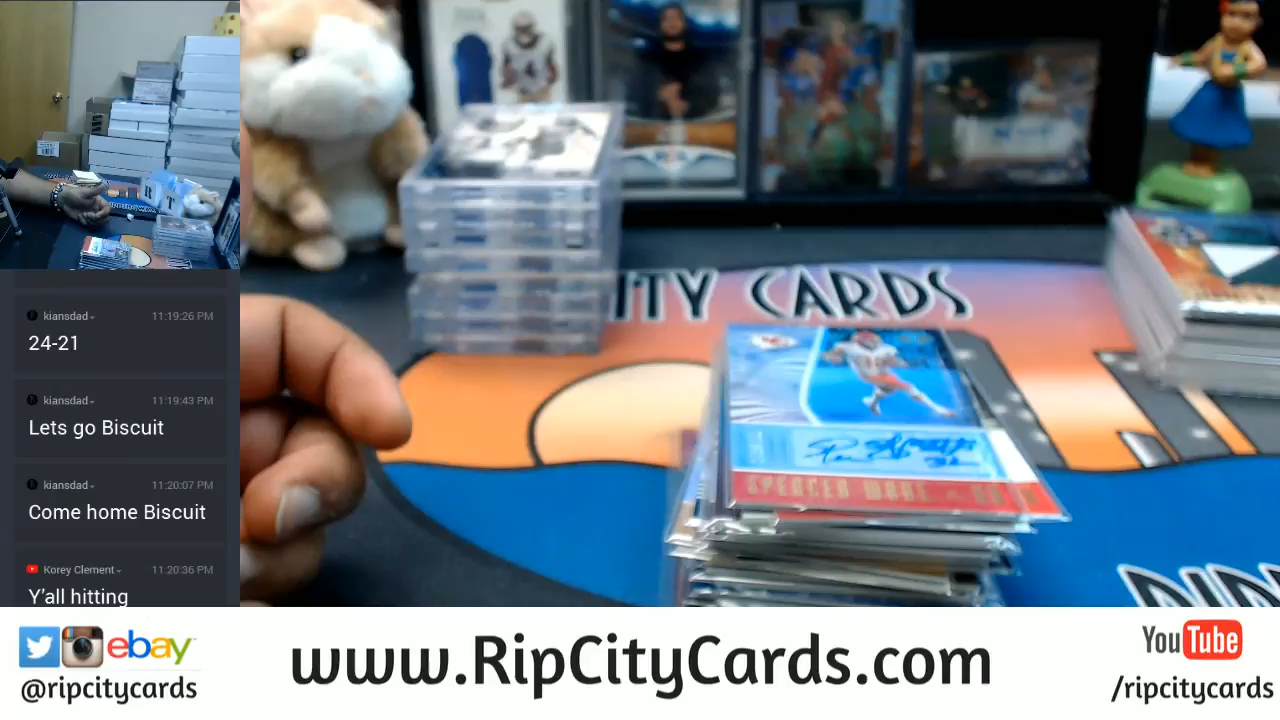 kiansdad
11:19:26 PM
24-21
kiansdad
11:19:43 PM
Lets go Biscuit
kiansdad
11:20:07 PM
Come home Biscuit
Korey Clement
11:20:36 PM
Y'all hitting
ITY CARDS
SPENCER WARE
ebay
@ripcitycards
www.RipCityCards.com
YouTube
/ripcitycards